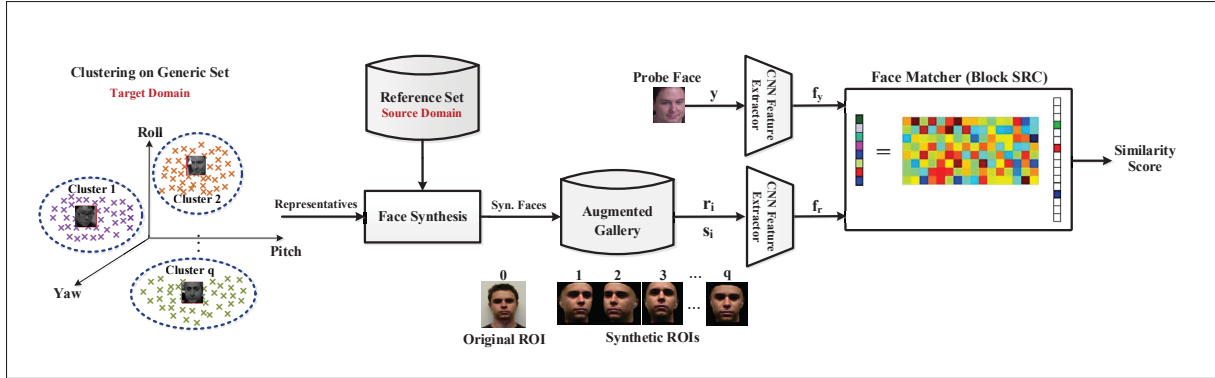 Clustering on Generic Set
Target Domain
Roll
Cluster 1
Cluster 2
Pitch
Yaw
Cluster q
Representatives
Reference Set
Source Domain
Face Synthesis
Syn. Faces
Augmented
Gallery
0
Original ROI
1 2 3 ... q
...
Synthetic ROIs
Probe Face
y
CNN Feature
Extractor
f_y
r_i
s_i
CNN Feature
Extractor
f_r
Face Matcher (Block SRC)
=
Similarity
Score